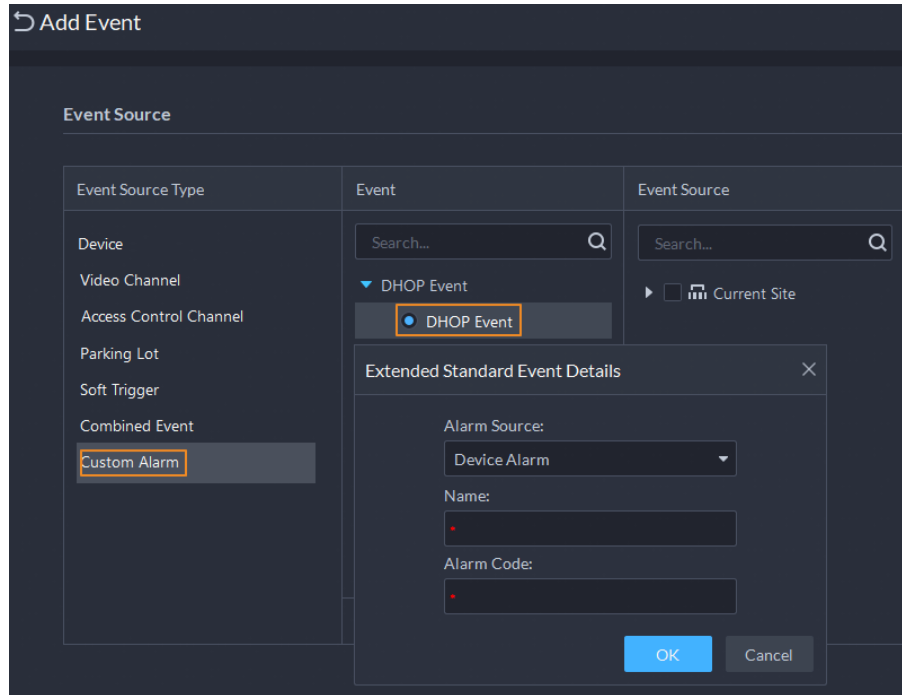 Add Event
Event Source
Event Source Type
Event
Event Source
Device
Video Channel
Access Control Channel
Parking Lot
Soft Trigger
Combined Event
Custom Alarm
Search...
DHOP Event
DHOP Event
Search...
Current Site
Extended Standard Event Details
Alarm Source:
Device Alarm
Name:
*
Alarm Code:
*
OK
Cancel